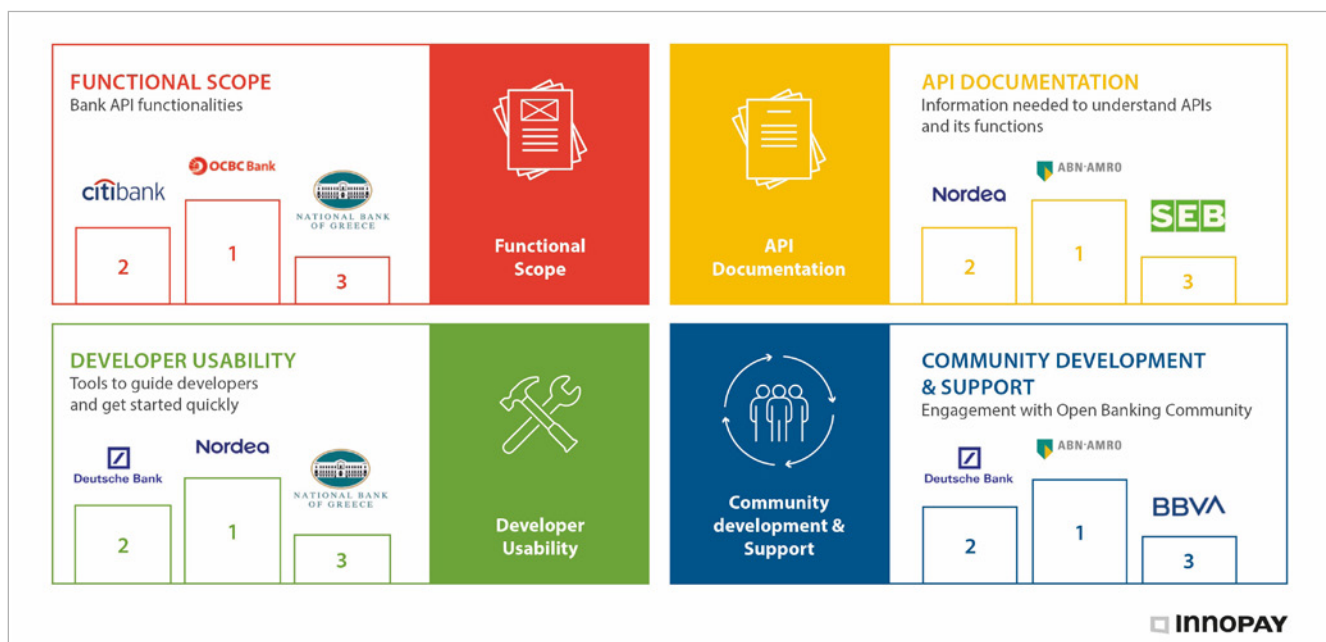 FUNCTIONAL SCOPE
Bank API functionalities
citibank
OCBC Bank
NATIONAL BANK
OF GREECE
2
1
3
Functional
Scope
API DOCUMENTATION
Information needed to understand APIs
and its functions
Nordea
ABN·AMRO
SEB
2
1
3
API
Documentation
DEVELOPER USABILITY
Tools to guide developers
and get started quickly
Deutsche Bank
Nordea
NATIONAL BANK
OF GREECE
2
1
3
Developer
Usability
COMMUNITY DEVELOPMENT
& SUPPORT
Engagement with Open Banking Community
Deutsche Bank
ABN·AMRO
BBVA
2
1
3
Community
development &
Support
INNOPAY